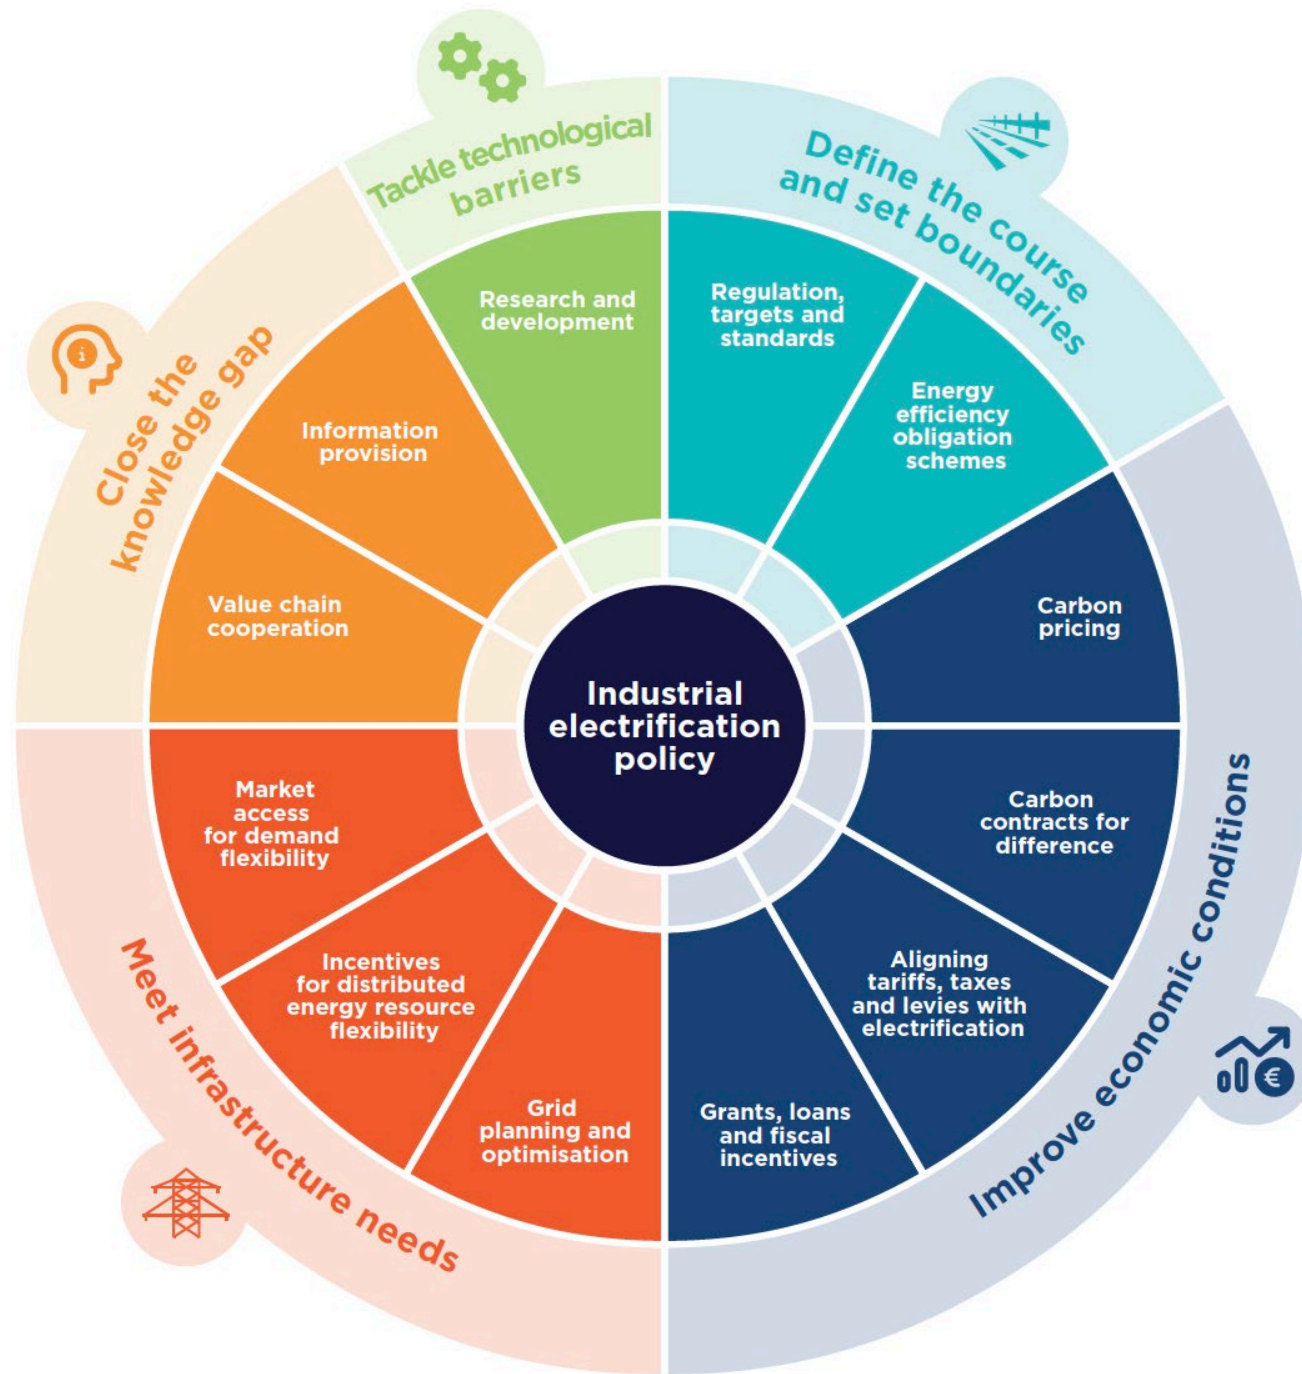 Tackle technological
barriers
Define the course
and set boundaries
Research and
development
Regulation,
targets and
standards
Energy
efficiency
obligation
schemes
Close the
knowledge gap
Information
provision
Value chain
cooperation
Carbon
pricing
Industrial
electrification
policy
Market
access
for demand
flexibility
Carbon
contracts for
difference
Incentives
for distributed
energy resource
flexibility
Aligning
tariffs, taxes
and levies with
electrification
Grid
planning and
optimisation
Grants, loans
and fiscal
incentives
Meet infrastructure needs
Improve economic conditions
i
€